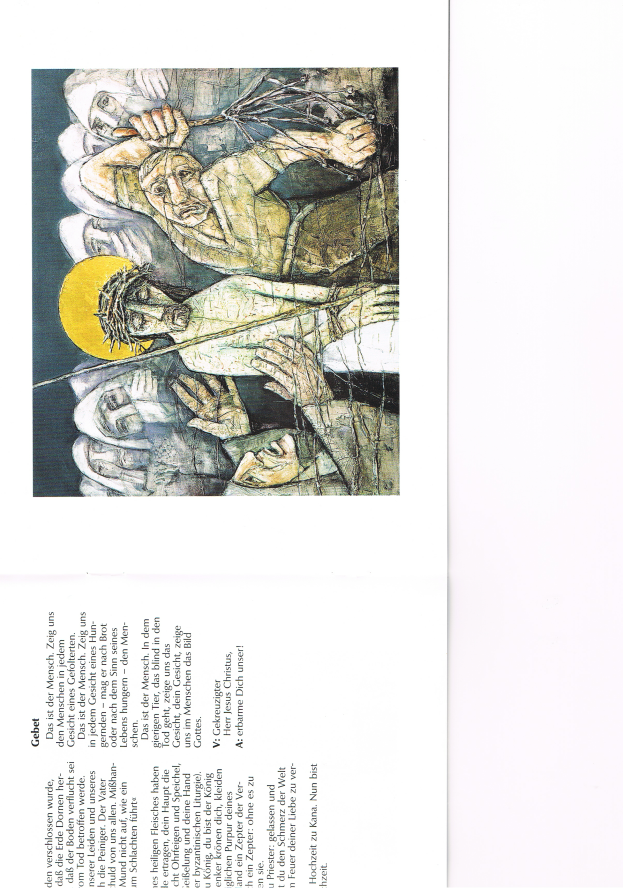 den verschlossen wurde,
daß die Erde Dornen her-
daß der Boden verflucht sei
om Tod betroffen werde.
nserer Leiden und unseres
h die Peiniger. Der Vater
huld von uns allen. Mißhan-
Mund nicht auf, wie ein
m Schlachten führt«
nes heiligen Fleisches haben
le ertragen, dein Haupt die
cht Ohrfeigen und Speichel,
eißelung und deine Hand
er byzantinischen Liturgie).
u König, du bist der König
enker krönen dich, kleiden
glichen Purpur deines
and ein Zepter der Ver-
h ein Zepter: ohne es zu
en sie.
u Priester: gelassen und
t du den Schmerz der Welt
n Feuer deiner Liebe zu ver-
Hochzeit zu Kana. Nun bist
hzeit.
Gebet
Das ist der Mensch. Zeig uns
den Menschen in jedem
Gesicht eines Gefolterten.
Das ist der Mensch. Zeig uns
in jedem Gesicht eines Hun-
gernden – mag er nach Brot
oder nach dem Sinn seines
Lebens hungern – den Men-
schen.
Das ist der Mensch. In dem
gierigen Tier, das blind in den
Tod geht, zeige uns das
Gesicht, dein Gesicht, zeige
uns im Menschen das Bild
Gottes.
V: Gekreuzigter
Herr Jesus Christus,
A: erbarme Dich unser!